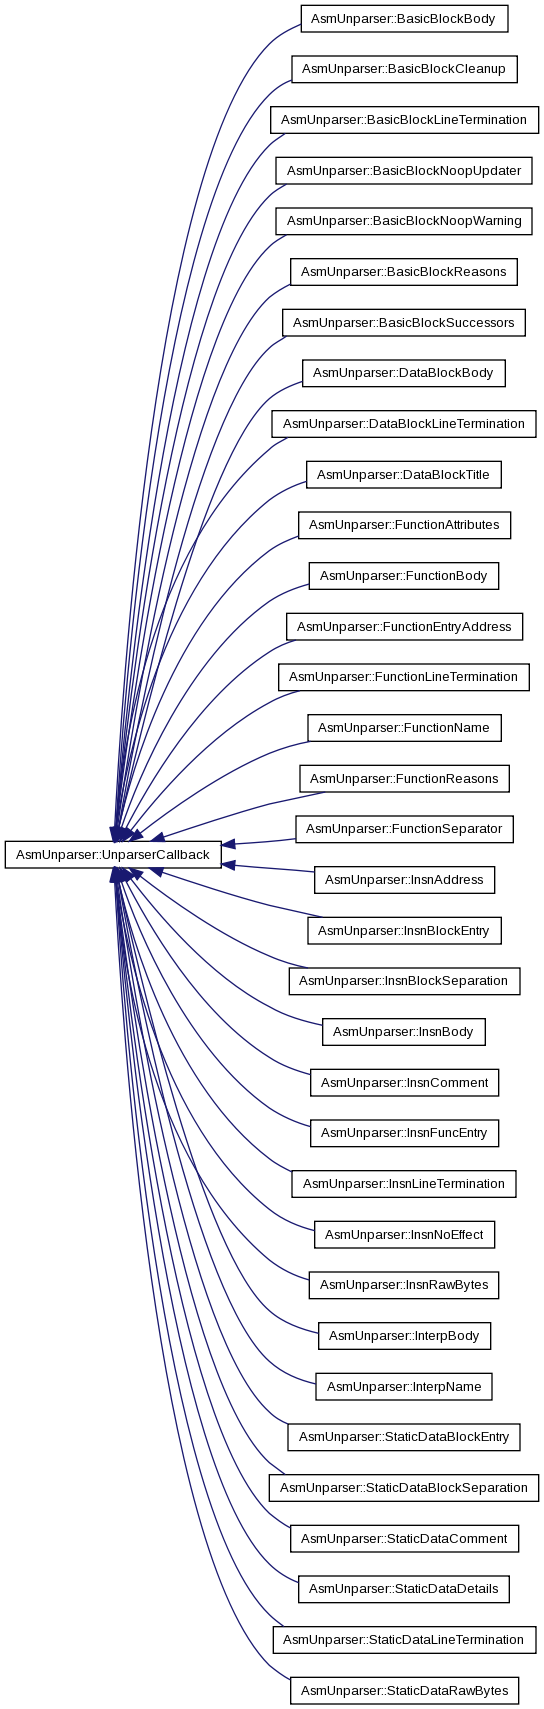 AsmUnparser::BasicBlockBody
AsmUnparser::BasicBlockCleanup
AsmUnparser::BasicBlockLineTermination
AsmUnparser::BasicBlockNoopUpdater
AsmUnparser::BasicBlockNoopWarning
AsmUnparser::BasicBlockReasons
AsmUnparser::BasicBlockSuccessors
AsmUnparser::DataBlockBody
AsmUnparser::DataBlockLineTermination
AsmUnparser::DataBlockTitle
AsmUnparser::FunctionAttributes
AsmUnparser::FunctionBody
AsmUnparser::FunctionEntryAddress
AsmUnparser::FunctionLineTermination
AsmUnparser::FunctionName
AsmUnparser::FunctionReasons
AsmUnparser::FunctionSeparator
AsmUnparser::UnparserCallback
AsmUnparser::InsnAddress
AsmUnparser::InsnBlockEntry
AsmUnparser::InsnBlockSeparation
AsmUnparser::InsnBody
AsmUnparser::InsnComment
AsmUnparser::InsnFuncEntry
AsmUnparser::InsnLineTermination
AsmUnparser::InsnNoEffect
AsmUnparser::InsnRawBytes
AsmUnparser::InterpBody
AsmUnparser::InterpName
AsmUnparser::StaticDataBlockEntry
AsmUnparser::StaticDataBlockSeparation
AsmUnparser::StaticDataComment
AsmUnparser::StaticDataDetails
AsmUnparser::StaticDataLineTermination
AsmUnparser::StaticDataRawBytes